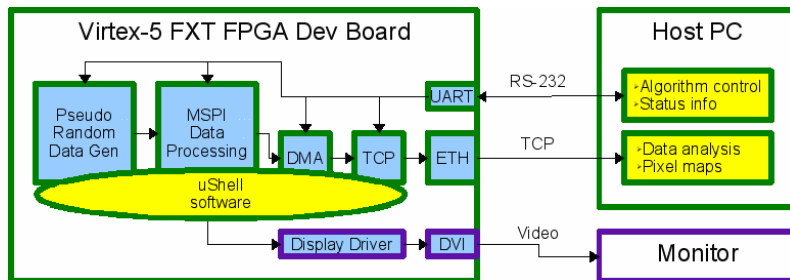 Virtex-5 FXT FPGA Dev Board
Host PC
Pseudo
Random
Data Gen
MSPI
Data
Processing
DMA
TCP
UART
ETH
RS-232
TCP
➢Algorithm control
➢Status info
➢Data analysis
➢Pixel maps
uShell
software
Display Driver
DVI
Video
Monitor